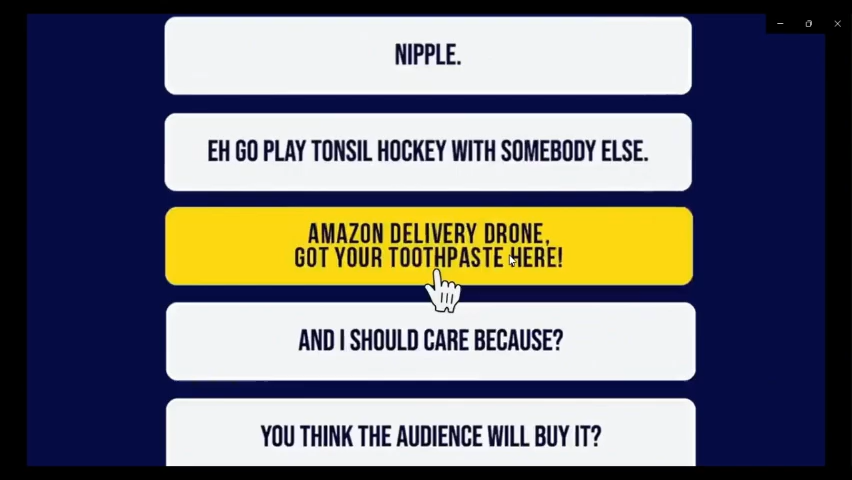 NIPPLE.
EH GO PLAY TONSIL HOCKEY WITH SOMEBODY ELSE.
AMAZON DELIVERY DRONE,
GOT YOUR TOOTHPASTE HERE!
AND I SHOULD CARE BECAUSE?
YOU THINK THE AUDIENCE WILL BUY IT?